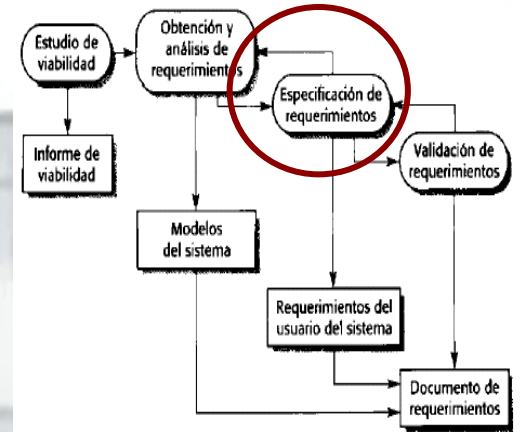 Estudio de
viabilidad
Obtención y
análisis de
requerimientos
Especificación de
requerimientos
Informe de
viabilidad
Validación de
requerimientos
Modelos
del sistema
Requerimientos del
usuario del sistema
Documento de
requerimientos